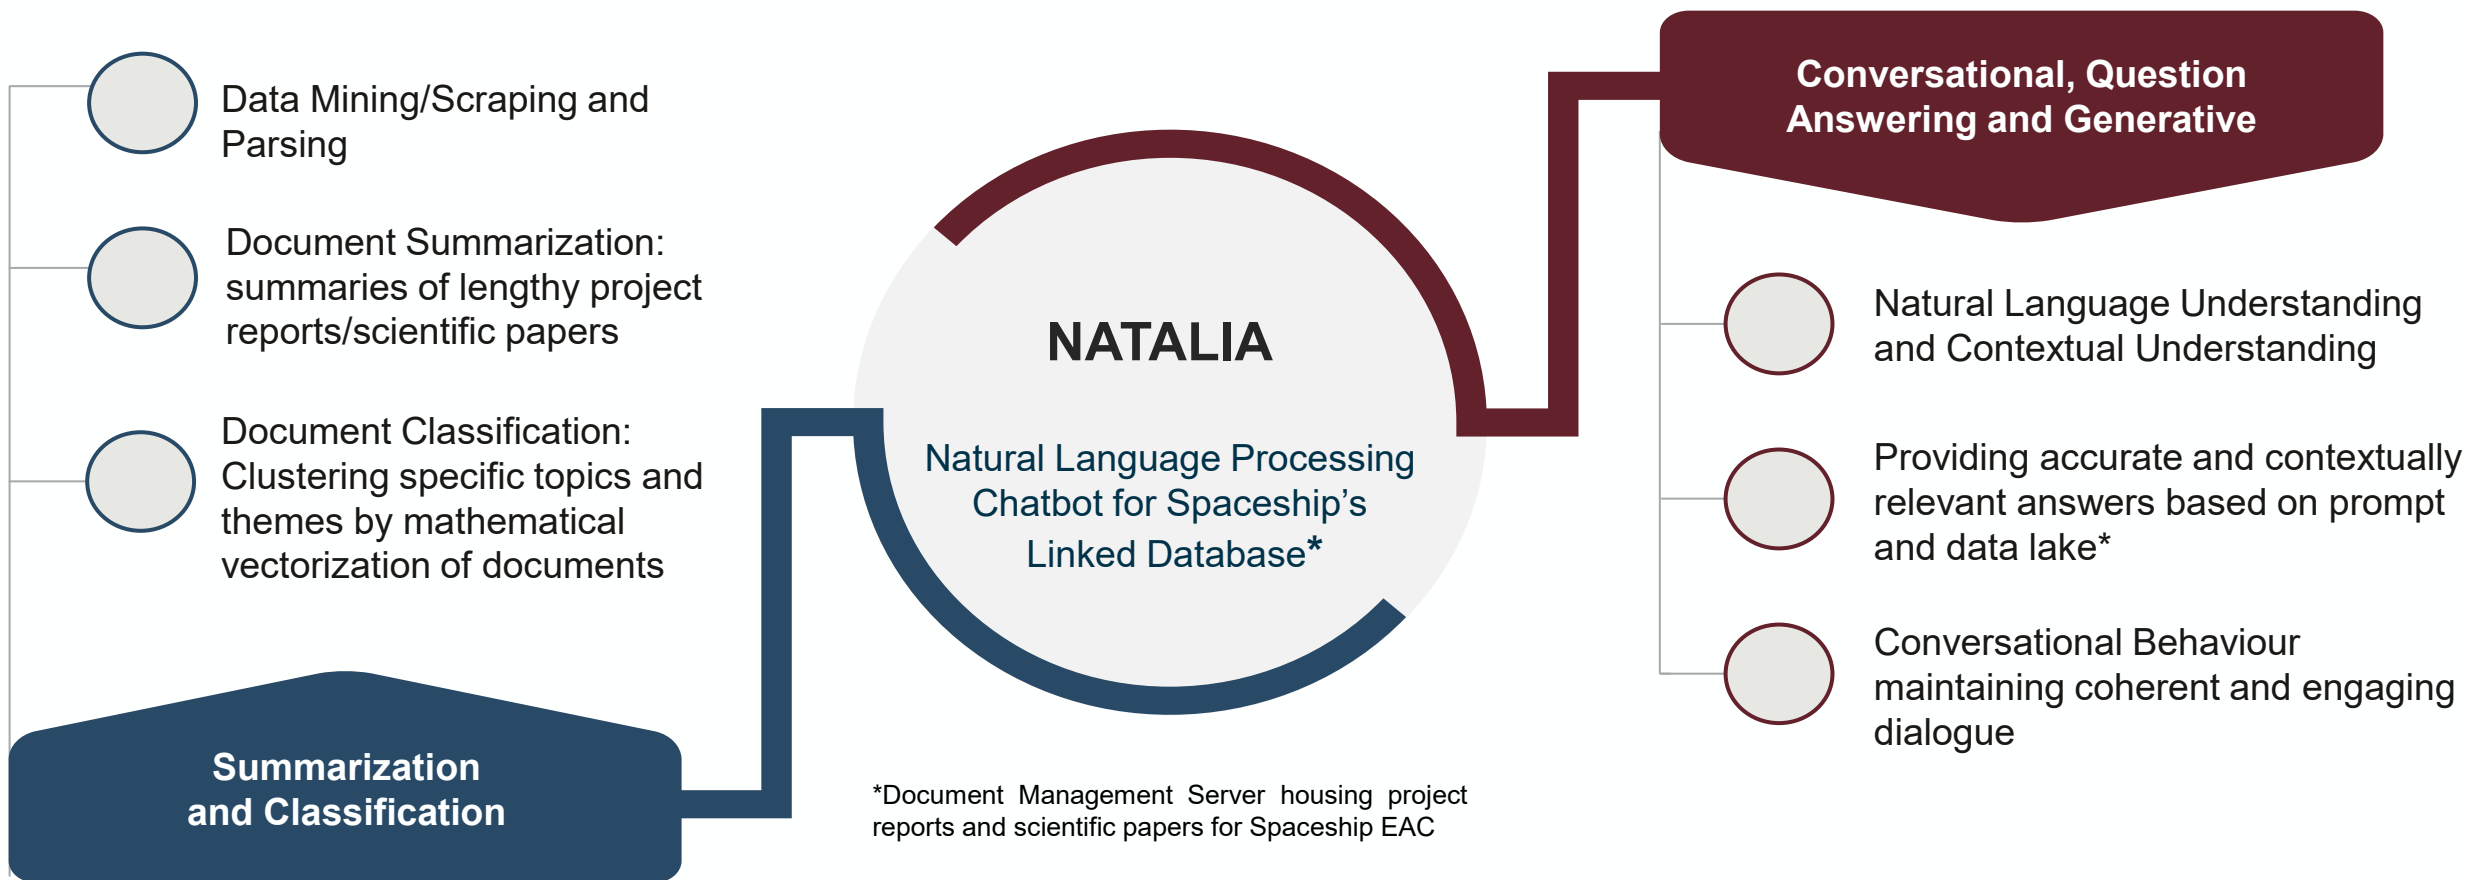 Data Mining/Scraping and
Parsing
Document Summarization:
summaries of lengthy project
reports/scientific papers
Document Classification:
Clustering specific topics and
themes by mathematical
vectorization of documents
Summarization
and Classification
NATALIA
Natural Language Processing
Chatbot for Spaceship’s
Linked Database*
*Document Management Server housing project
reports and scientific papers for Spaceship EAC
Conversational, Question
Answering and Generative
Natural Language Understanding
and Contextual Understanding
Providing accurate and contextually
relevant answers based on prompt
and data lake*
Conversational Behaviour
maintaining coherent and engaging
dialogue